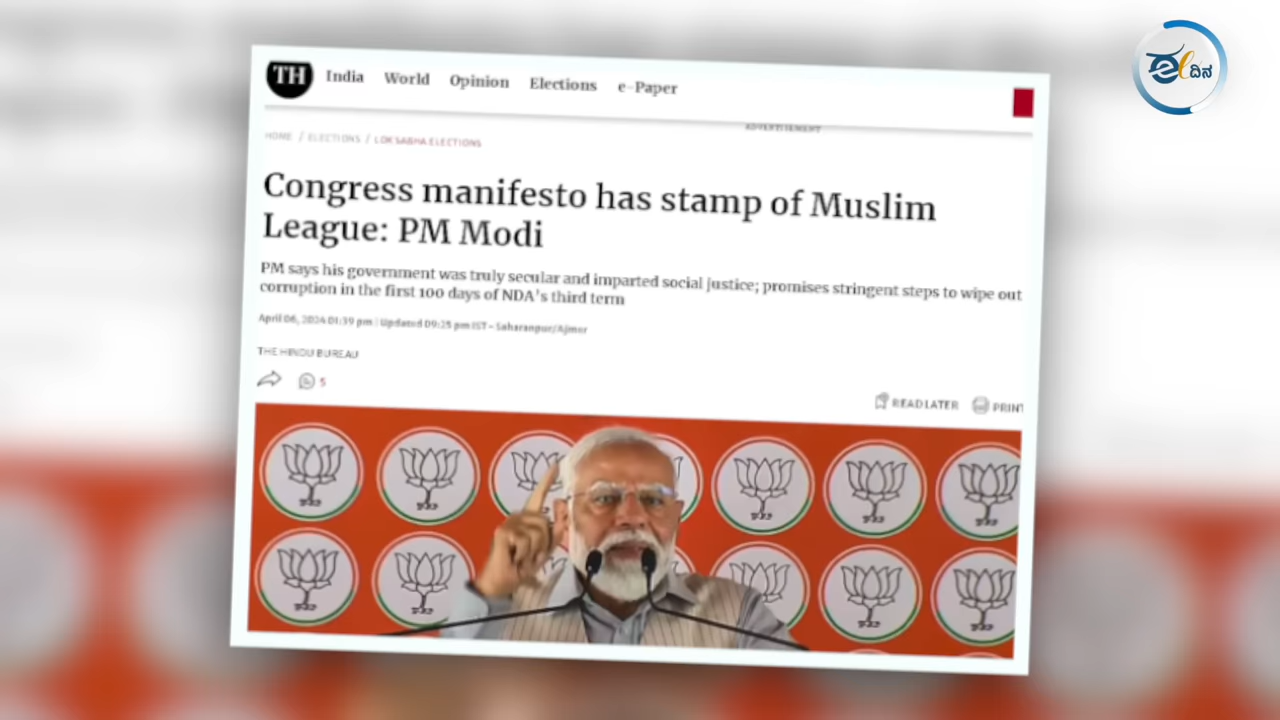 TH India World Opinion Elections e-Paper
ಈ ದಿನ
ADVERTISEMENT
HOME / ELECTIONS / LOK SABHA ELECTIONS
Congress manifesto has stamp of Muslim
League: PM Modi
PM says his government was truly secular and imparted social justice; promises stringent steps to wipe out
corruption in the first 100 days of NDA's third term
April 06, 2024 01:39 pm | Updated 09:25 pm IST - Saharanpur/Ajmer
THE HINDU BUREAU
5
READ LATER PRINT